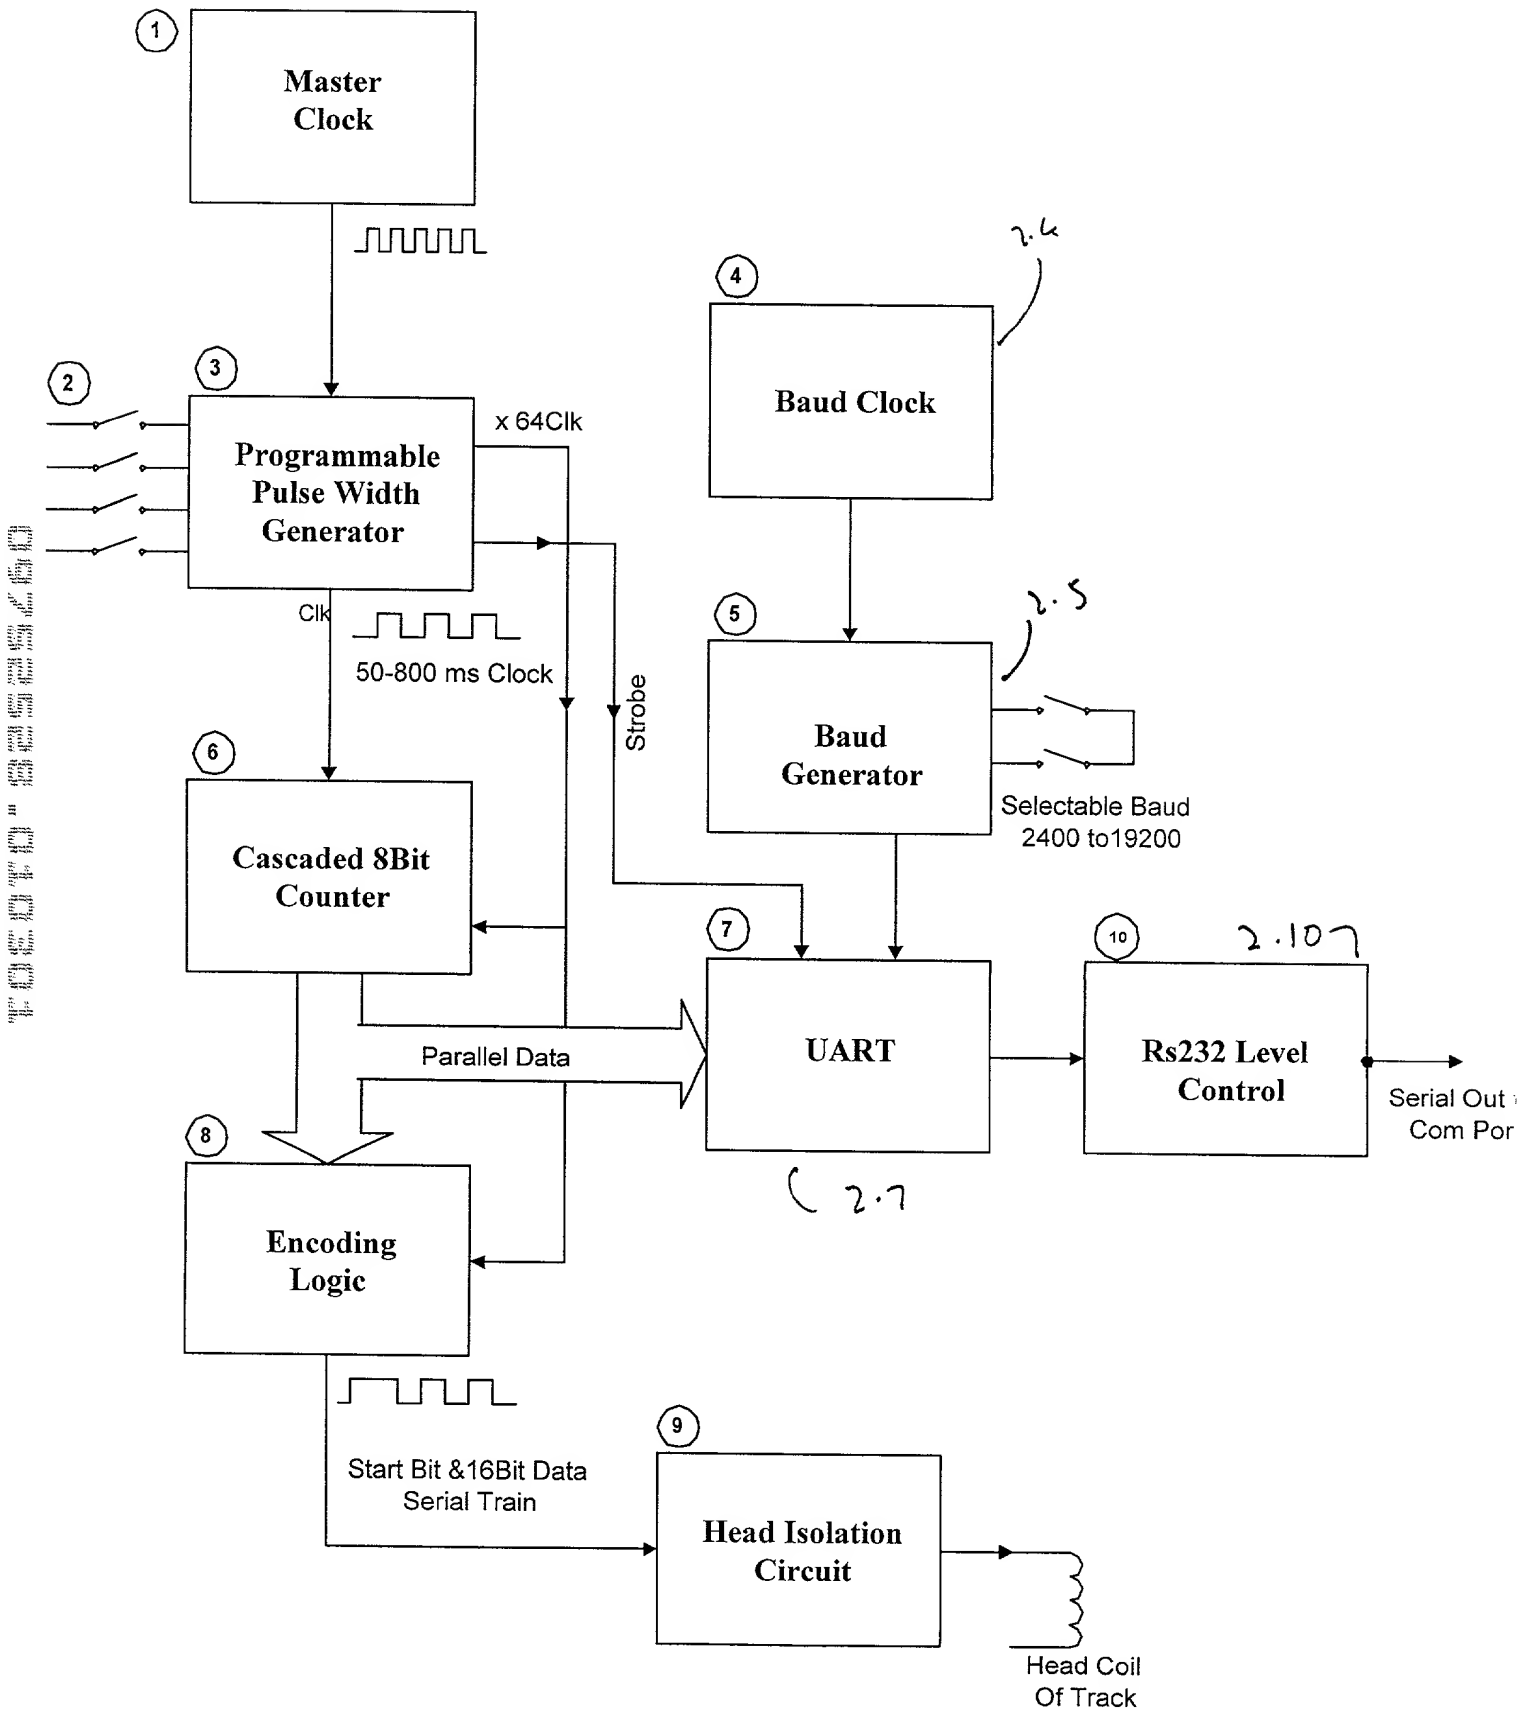 1
Master
Clock
2.4
4
Baud Clock
2
3
x 64Clk
Programmable
Pulse Width
Generator
Clk
50-800 ms Clock
Strobe
2.5
5
Baud
Generator
Selectable Baud
2400 to19200
6
Cascaded 8Bit
Counter
7
10
2.10
UART
Rs232 Level
Control
Parallel Data
Serial Out
Com Por
8
2.7
Encoding
Logic
9
Start Bit &16Bit Data
Serial Train
Head Isolation
Circuit
Head Coil
Of Track
09752528.040301